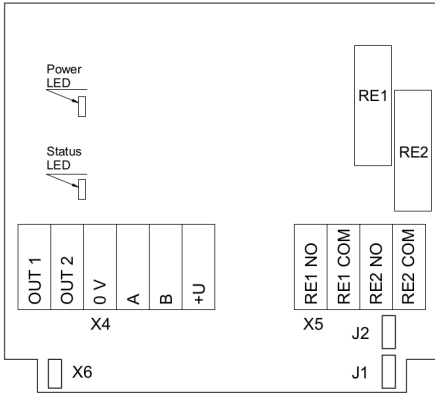 Power
LED
RE1
RE2
Status
LED
OUT 1
OUT 2
0 V
A
B
+U
RE1 NO
RE1 COM
RE2 NO
RE2 COM
X4
X5
J2
X6
J1